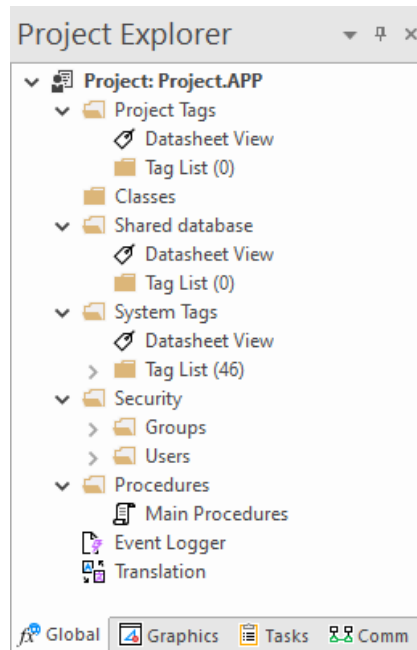 Project Explorer
Project: Project.APP
Project Tags
Datasheet View
Tag List (0)
Classes
Shared database
Datasheet View
Tag List (0)
System Tags
Datasheet View
Tag List (46)
Security
Groups
Users
Procedures
Main Procedures
Event Logger
Translation
Global Graphics Tasks Comm